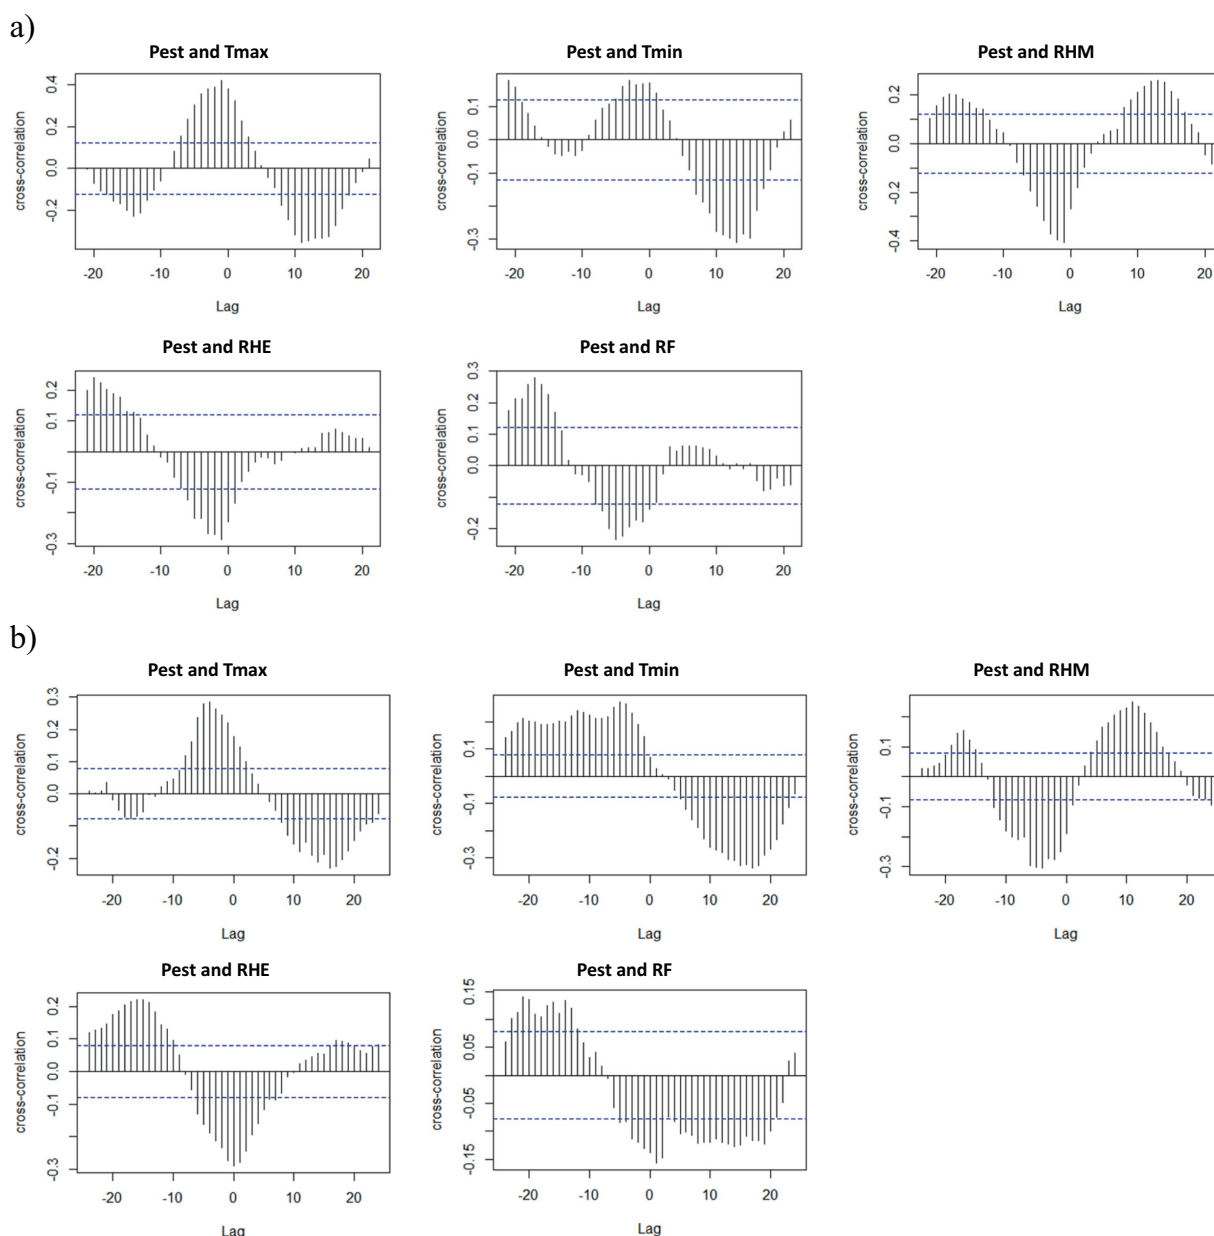 a)
Pest and Tmax
Pest and Tmin
Pest and RHM
cross-correlation
0.4
0.2
0.0
-0.2
-20 -10 0 10 20
Lag
cross-correlation
0.1
0.0
-0.1
-0.3
-20 -10 0 10 20
Lag
cross-correlation
0.2
0.0
-0.2
-0.4
-20 -10 0 10 20
Lag
Pest and RHE
Pest and RF
cross-correlation
0.2
0.1
-0.1
-0.3
-20 -10 0 10 20
Lag
cross-correlation
0.3
0.1
0.0
-0.2
-20 -10 0 10 20
Lag
b)
Pest and Tmax
Pest and Tmin
Pest and RHM
cross-correlation
0.3
0.2
0.1
0.0
-0.2
-20 -10 0 10 20
Lag
cross-correlation
0.1
-0.1
-0.3
-20 -10 0 10 20
Lag
cross-correlation
0.1
-0.1
-0.3
-20 -10 0 10 20
Lag
Pest and RHE
Pest and RF
cross-correlation
0.2
0.1
0.0
-0.1
-0.3
-20 -10 0 10 20
Lag
cross-correlation
0.15
0.05
-0.05
-0.15
-20 -10 0 10 20
Lag